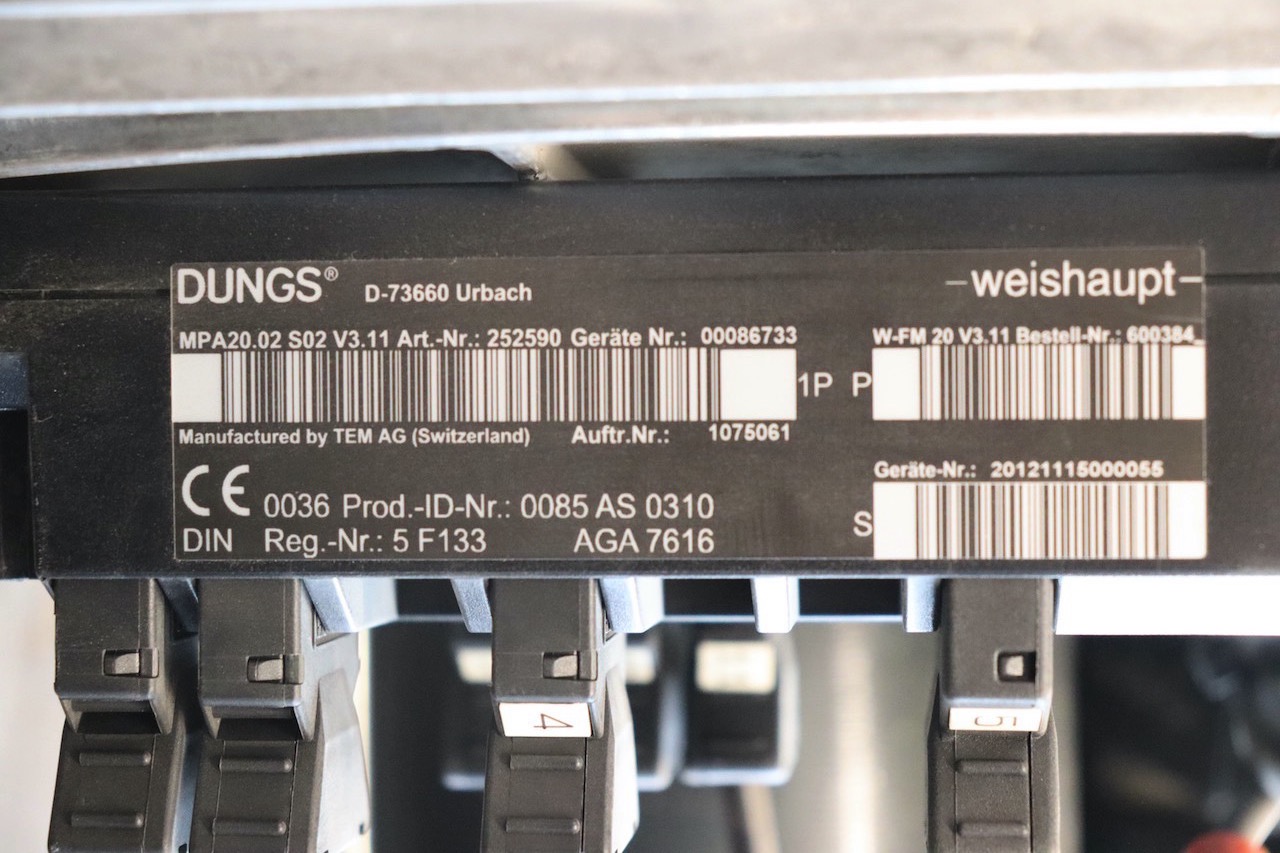 DUNGS® D-73660 Urbach
-weishaupt-
MPA20.02 S02 V3.11 Art.-Nr.: 252590 Geräte Nr.: 00086733
W-FM 20 V3.11 Bestell-Nr.: 600384
1P P
Manufactured by TEM AG (Switzerland) Auftr.Nr.: 1075061
Geräte-Nr.: 20121115000055
CE 0036 Prod.-ID-Nr.: 0085 AS 0310
S
DIN Reg.-Nr.: 5 F133 AGA 7616
4
5